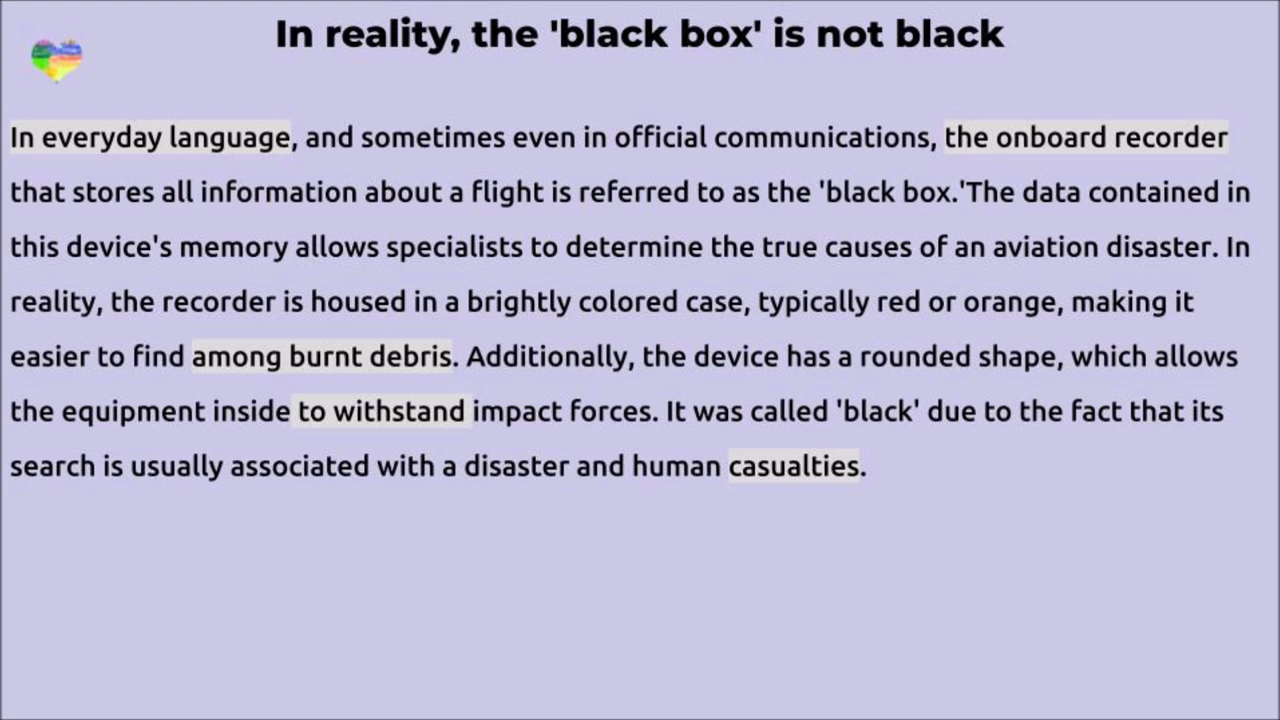 In reality, the 'black box' is not black
In everyday language, and sometimes even in official communications, the onboard recorder
that stores all information about a flight is referred to as the 'black box.'The data contained in
this device's memory allows specialists to determine the true causes of an aviation disaster. In
reality, the recorder is housed in a brightly colored case, typically red or orange, making it
easier to find among burnt debris. Additionally, the device has a rounded shape, which allows
the equipment inside to withstand impact forces. It was called 'black' due to the fact that its
search is usually associated with a disaster and human casualties.